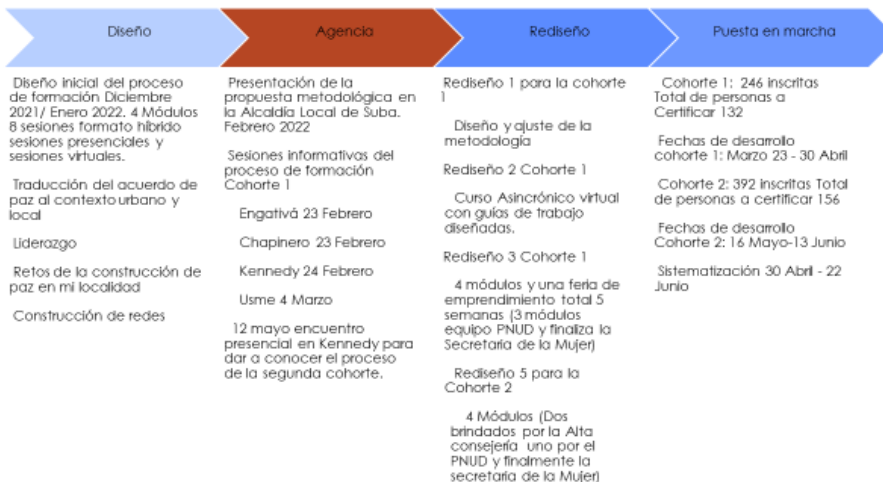 Diseño
Agencia
Rediseño
Puesta en marcha
Diseño inicial del proceso
de formación Diciembre
2021/ Enero 2022. 4 Módulos
8 sesiones formato híbrido
sesiones presenciales y
sesiones virtuales.
Traducción del acuerdo de
paz al contexto urbano y
local
Liderazgo
Retos de la construcción de
paz en mi localidad
Construcción de redes
Presentación de la
propuesta metodológica en
la Alcaldía Local de Suba.
Febrero 2022
Sesiones informativas del
proceso de formación
Cohorte 1
Engativá 23 Febrero
Chapinero 23 Febrero
Kennedy 24 Febrero
Usme 4 Marzo
12 mayo encuentro
presencial en Kennedy para
dar a conocer el proceso
de la segunda cohorte.
Rediseño 1 para la cohorte
1
Diseño y ajuste de la
metodología
Rediseño 2 Cohorte 1
Curso Asincrónico virtual
con guías de trabajo
diseñadas.
Rediseño 3 Cohorte 1
4 módulos y una feria de
emprendimiento total 5
semanas (3 módulos
equipo PNUD y finaliza la
Secretaria de la Mujer)
Rediseño 5 para la
Cohorte 2
4 Módulos (Dos
brindados por la Alta
consejería uno por el
PNUD y finalmente la
secretaria de la Mujer)
Cohorte 1: 246 inscritas
Total de personas a
Certificar 132
Fechas de desarrollo
cohorte 1: Marzo 23 - 30 Abril
Cohorte 2: 392 inscritas Total
de personas a certificar 156
Fechas de desarrollo
Cohorte 2: 16 Mayo-13 Junio
Sistematización 30 Abril - 22
Junio